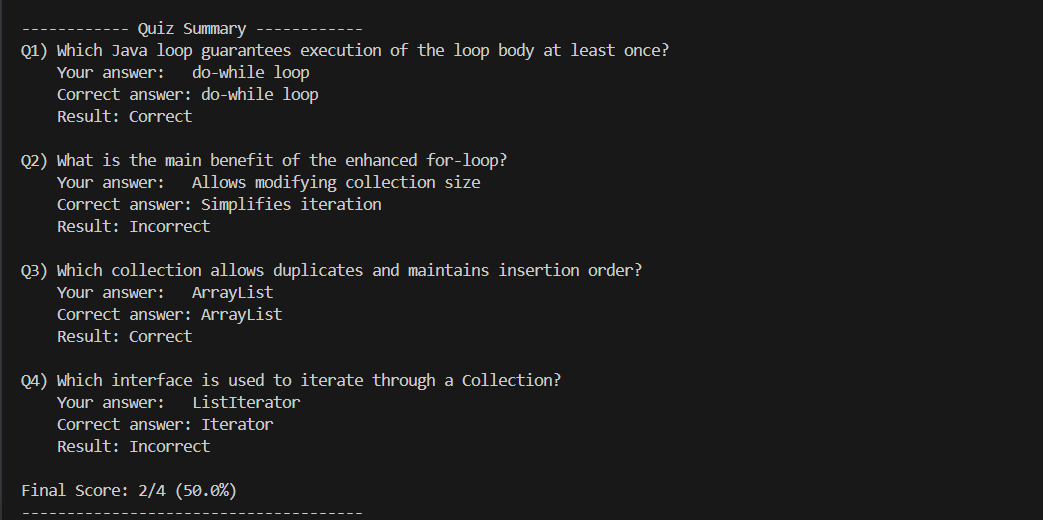 ------------ Quiz Summary ------------
Q1) Which Java loop guarantees execution of the loop body at least once?
    Your answer:   do-while loop
    Correct answer: do-while loop
    Result: Correct

Q2) What is the main benefit of the enhanced for-loop?
    Your answer:   Allows modifying collection size
    Correct answer: Simplifies iteration
    Result: Incorrect

Q3) Which collection allows duplicates and maintains insertion order?
    Your answer:   ArrayList
    Correct answer: ArrayList
    Result: Correct

Q4) Which interface is used to iterate through a Collection?
    Your answer:   ListIterator
    Correct answer: Iterator
    Result: Incorrect

Final Score: 2/4 (50.0%)
--------------------------------------